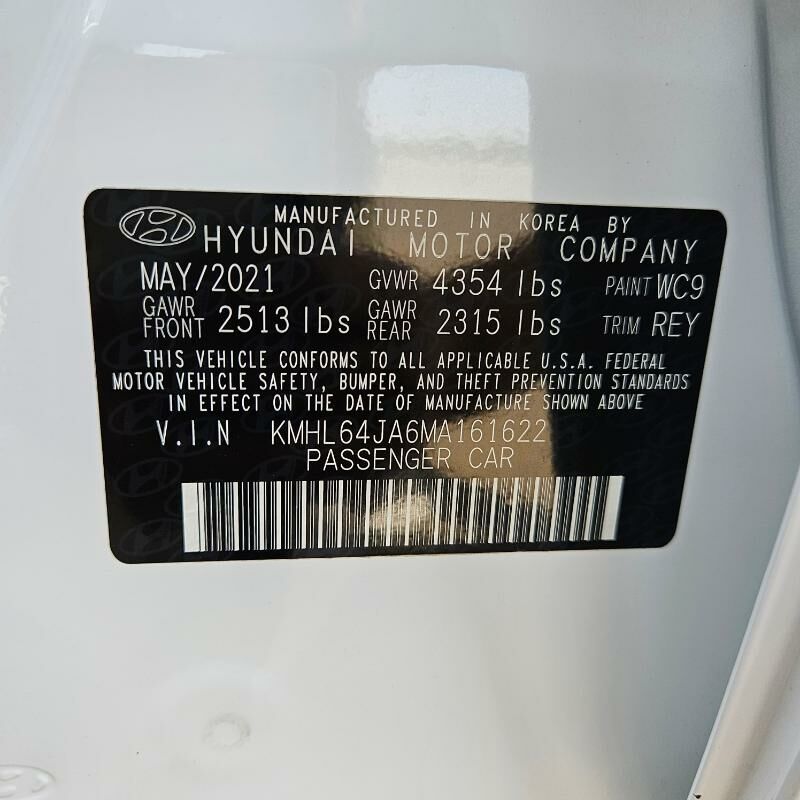 MANUFACTURED IN KOREA BY
HYUNDAI MOTOR COMPANY
MAY/2021 GVWR 4354 lbs PAINT WC9
GAWR FRONT 2513 lbs GAWR REAR 2315 lbs TRIM REY
THIS VEHICLE CONFORMS TO ALL APPLICABLE U.S.A. FEDERAL
MOTOR VEHICLE SAFETY, BUMPER, AND THEFT PREVENTION STANDARDS
IN EFFECT ON THE DATE OF MANUFACTURE SHOWN ABOVE
V.I.N KMHL64JA6MA161622
PASSENGER CAR